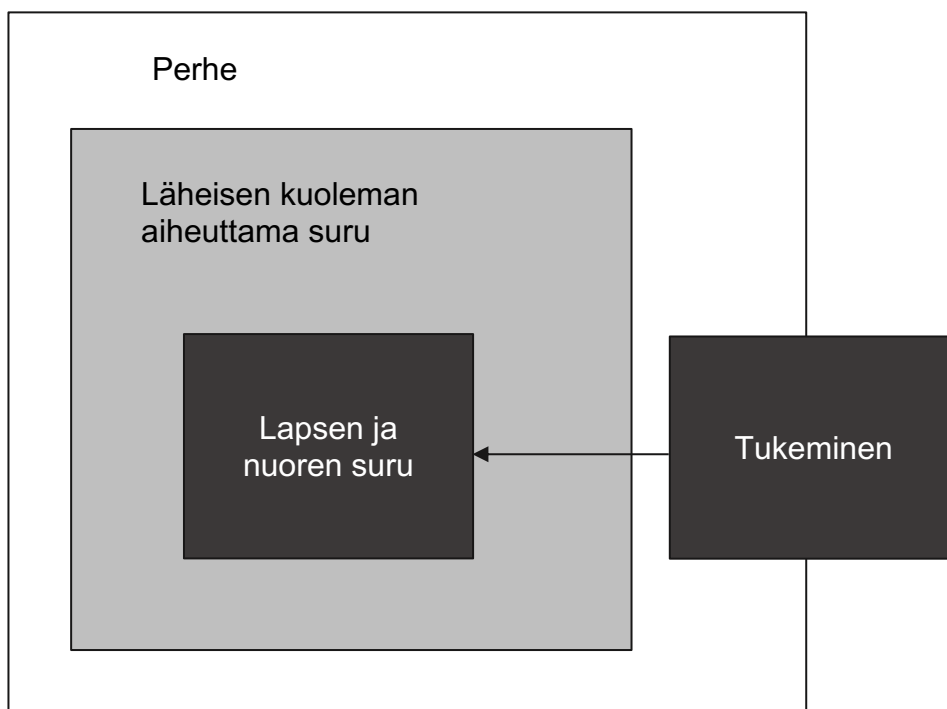 Perhe
Läheisen kuoleman
aiheuttama suru
Lapsen ja
nuoren suru
Tukeminen